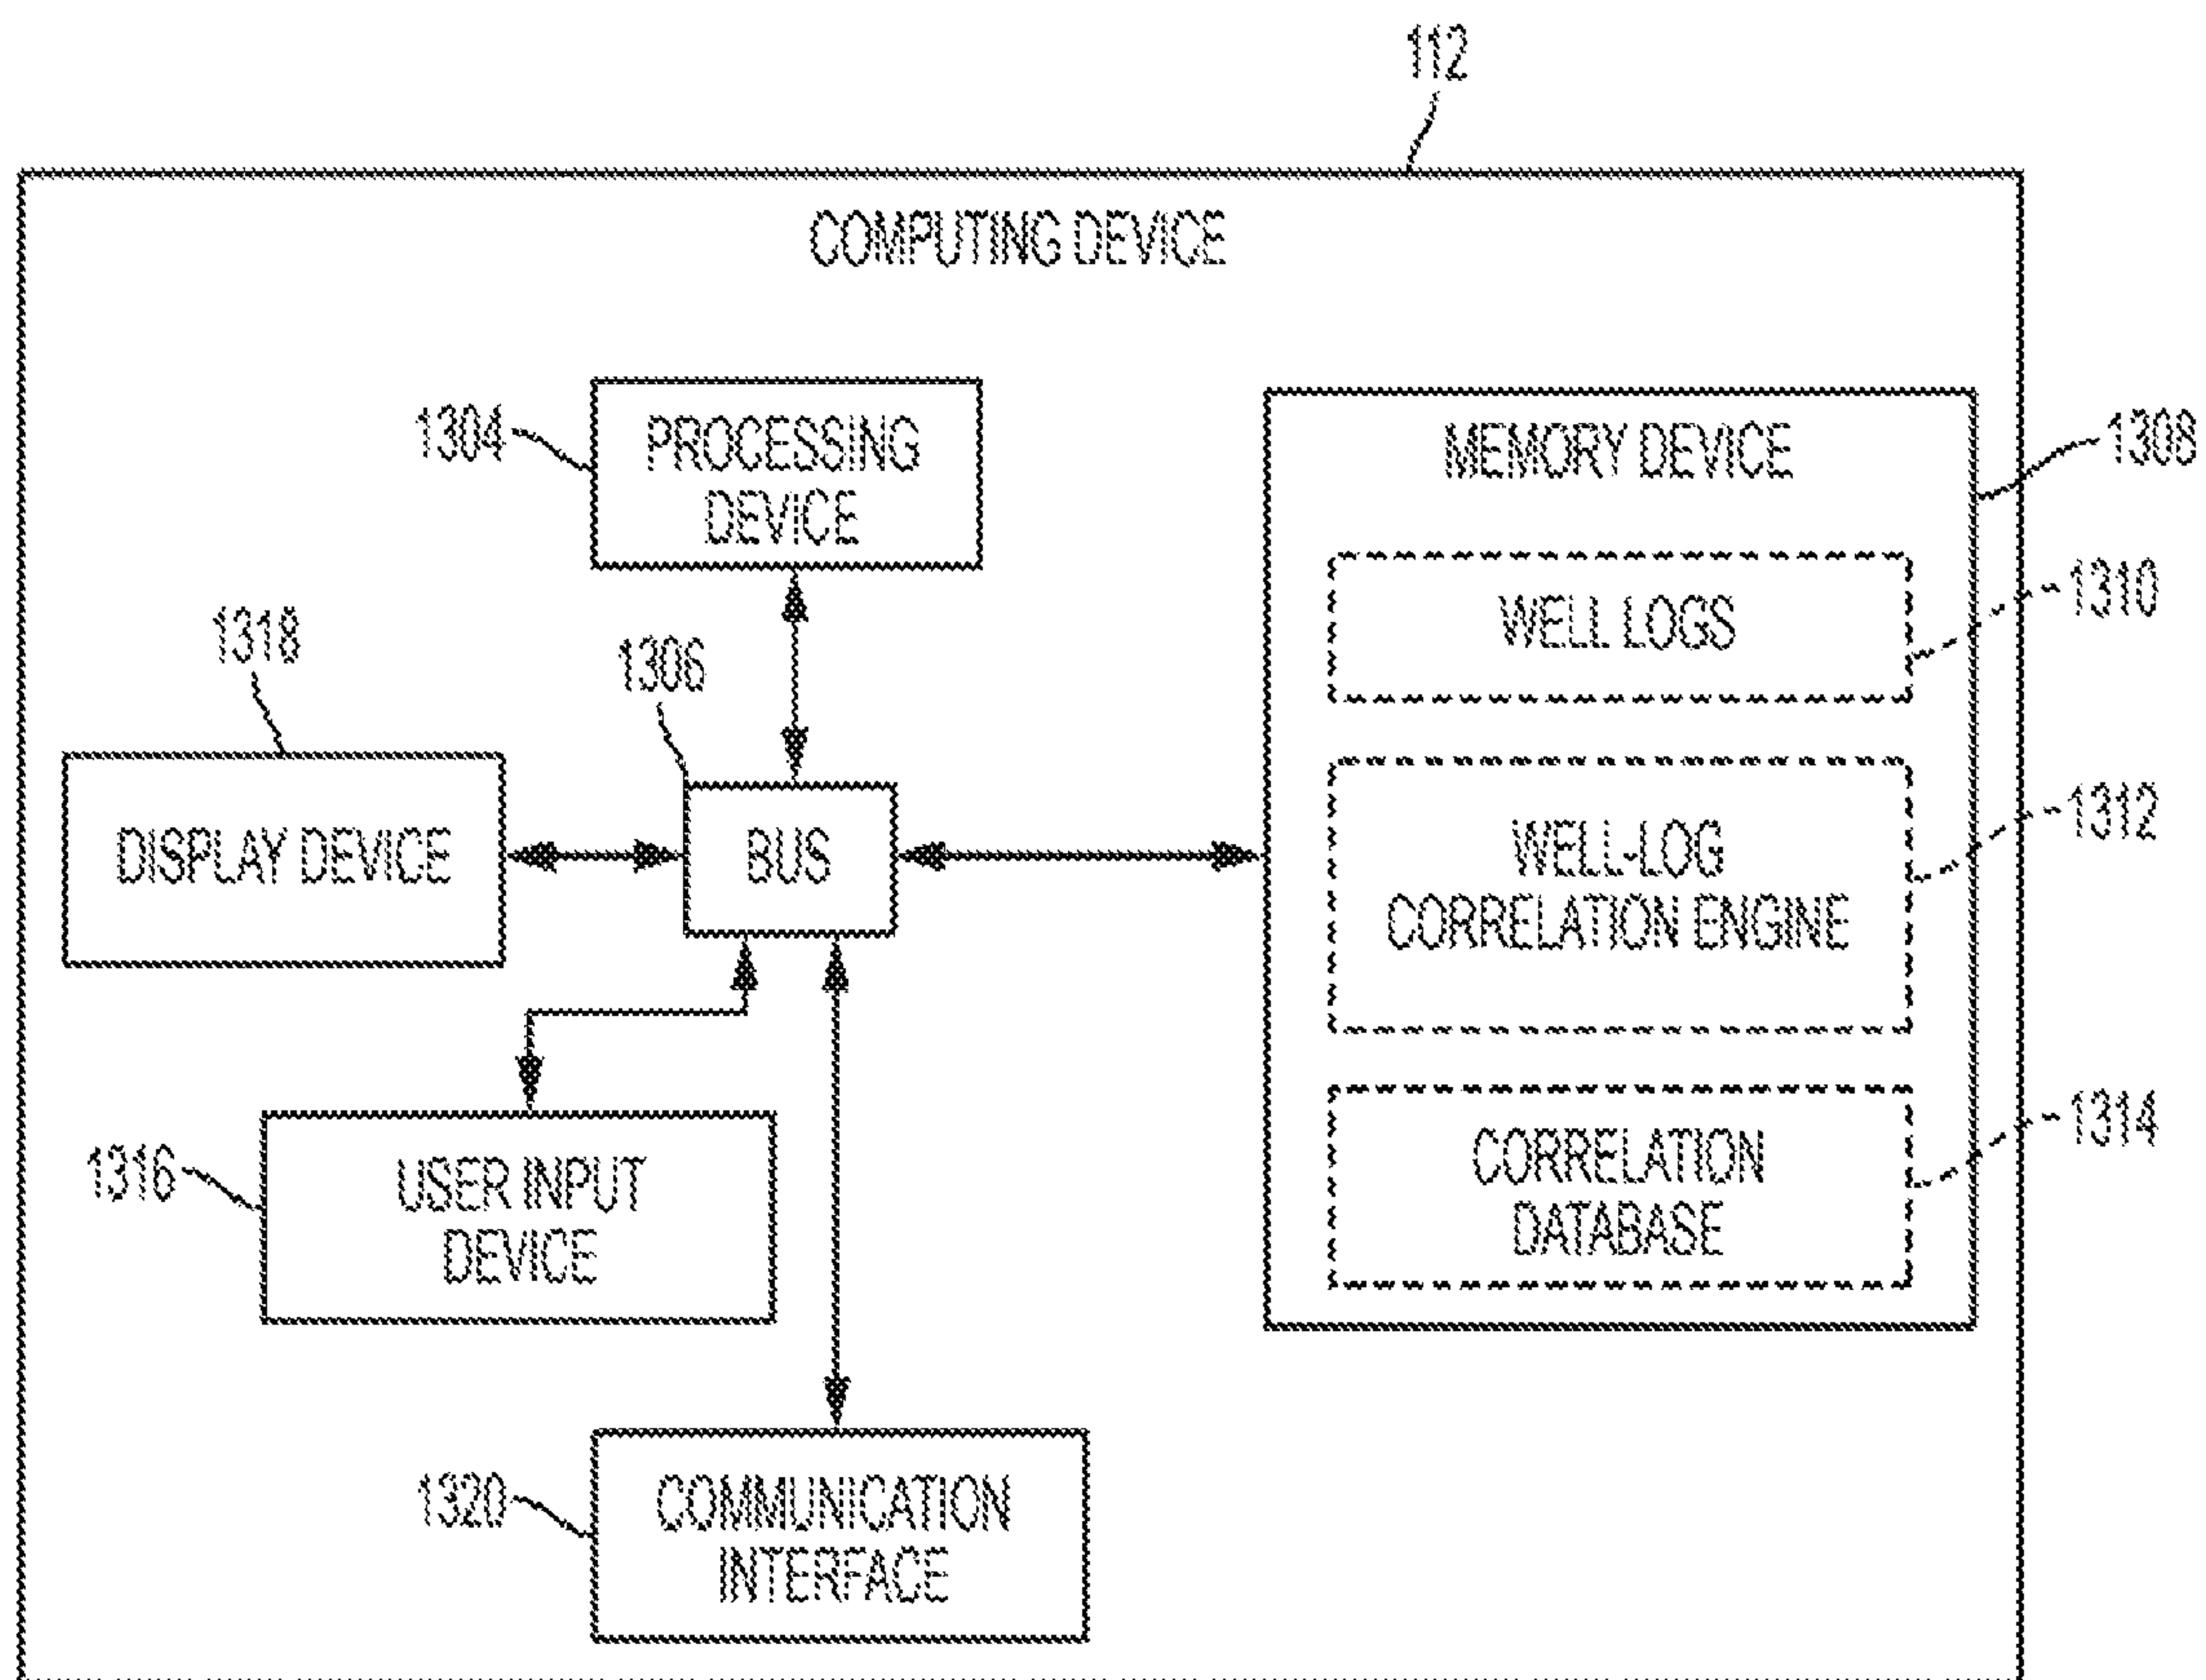 112
COMPUTING DEVICE
1304
PROCESSING
DEVICE
MEMORY DEVICE
1308
WELL LOGS
1310
1318
1306
DISPLAY DEVICE
BUS
WELL-LOG
CORRELATION ENGINE
1312
1316
USER INPUT
DEVICE
CORRELATION
DATABASE
1314
1320
COMMUNICATION
INTERFACE